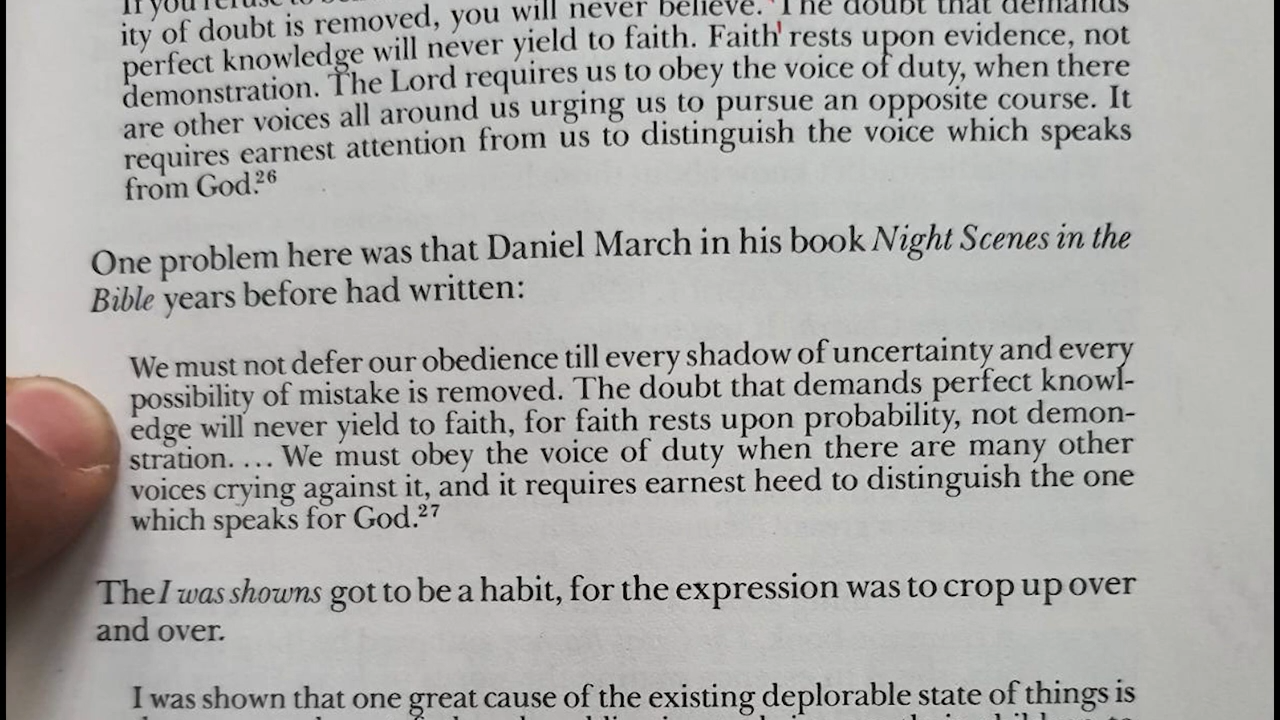 If you refuse to
ity of doubt is removed, you will never believe. The doubt that demands
perfect knowledge will never yield to faith. Faith rests upon evidence, not
demonstration. The Lord requires us to obey the voice of duty, when there
are other voices all around us urging us to pursue an opposite course. It
requires earnest attention from us to distinguish the voice which speaks
from God.²⁶
One problem here was that Daniel March in his book Night Scenes in the
Bible years before had written:
We must not defer our obedience till every shadow of uncertainty and every
possibility of mistake is removed. The doubt that demands perfect knowl-
edge will never yield to faith, for faith rests upon probability, not demon-
stration. ... We must obey the voice of duty when there are many other
voices crying against it, and it requires earnest heed to distinguish the one
which speaks for God.²⁷
The I was showns got to be a habit, for the expression was to crop up over
and over.
I was shown that one great cause of the existing deplorable state of things is